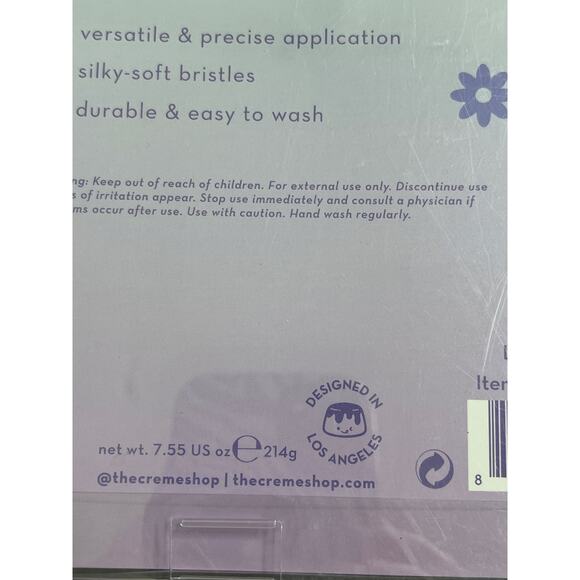 versatile & precise application
silky-soft bristles
durable & easy to wash
Keep out of reach of children. For external use only. Discontinue use
of irritation appear. Stop use immediately and consult a physician if
occur after use. Use with caution. Hand wash regularly.
DESIGNED IN
LOS ANGELES
net wt. 7.55 US oz ℮ 214g
@thecremeshop | thecremeshop.com
8